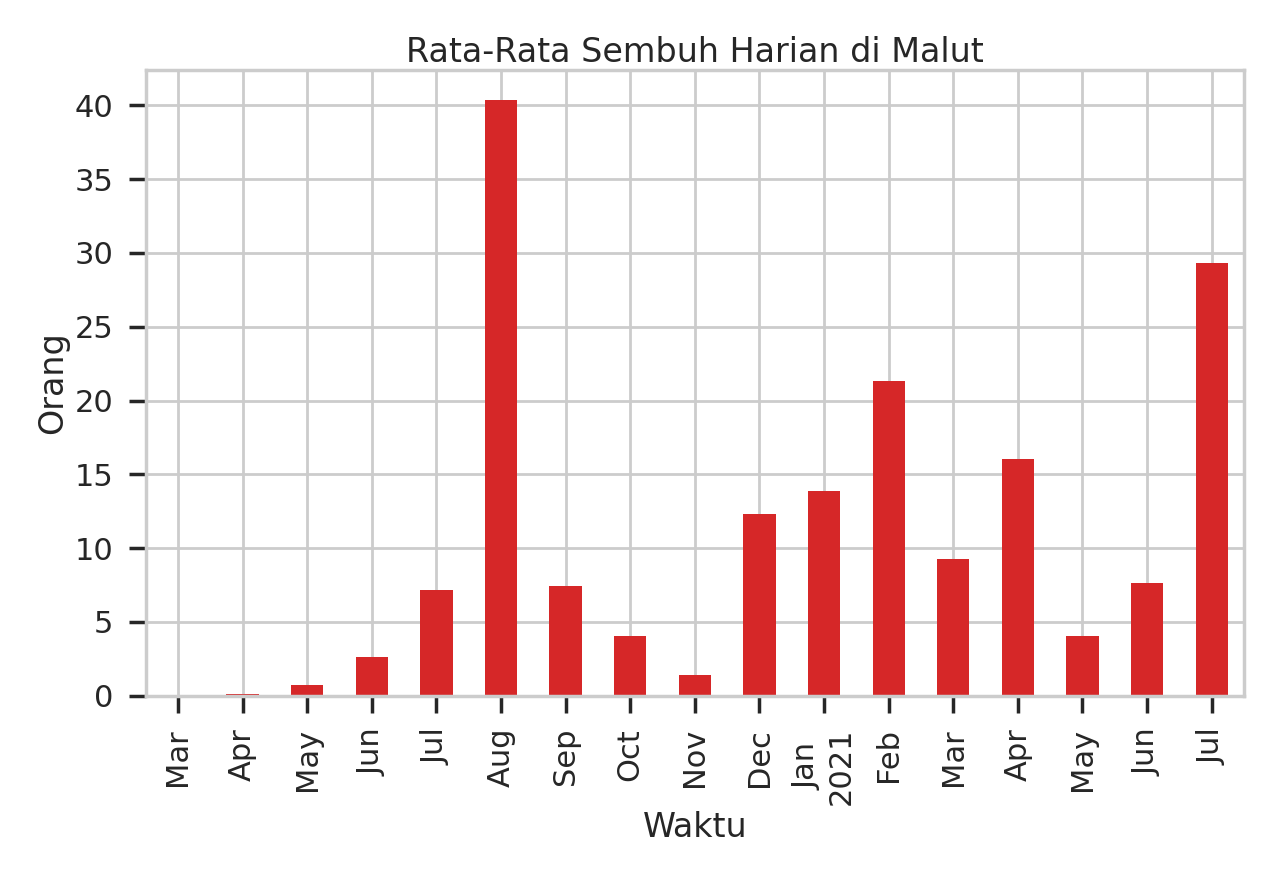 Rata-Rata Sembuh Harian di Malut
40
35
30
25
20
15
10
5
0
Orang
Mar
Apr
May
Jun
Jul
Aug
Sep
Oct
Nov
Dec
Jan
2021
Feb
Mar
Apr
May
Jun
Jul
Waktu